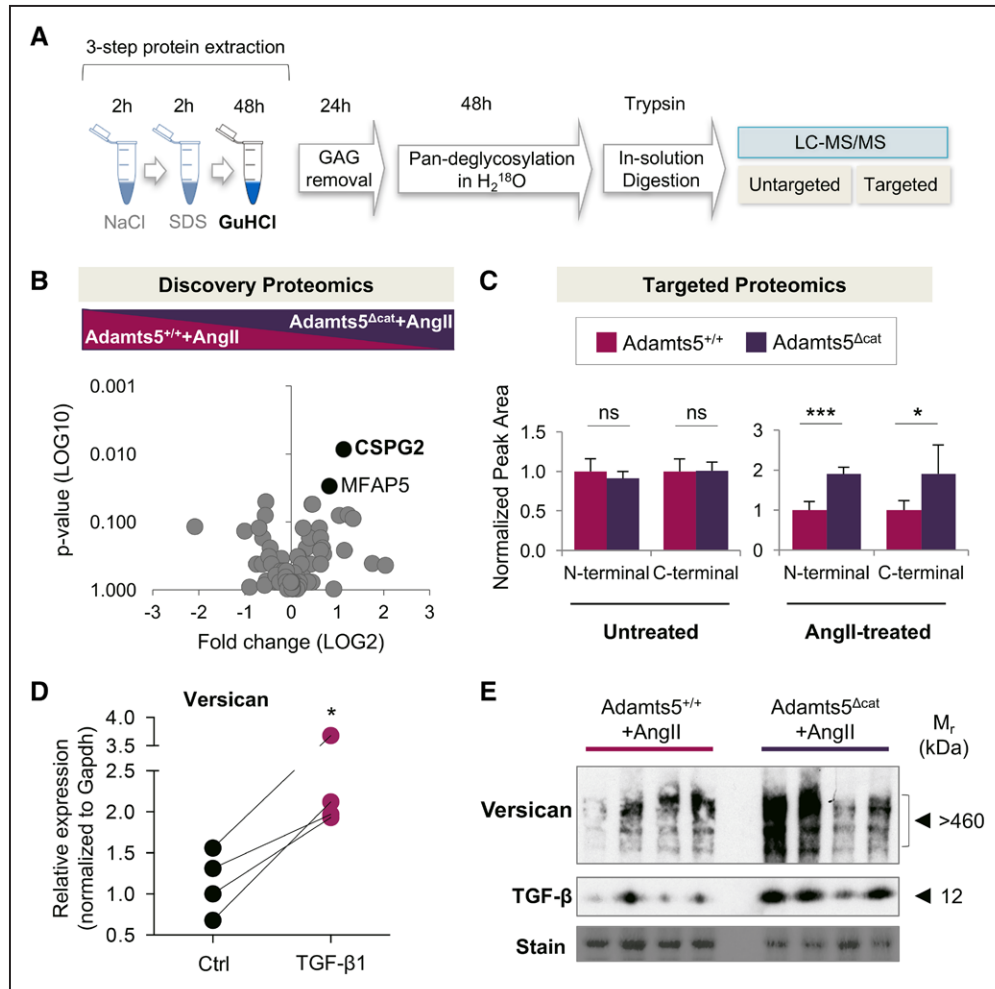 A
3-step protein extraction
2h 2h 48h 24h 48h Trypsin
GAG removal
Pan-deglycosylation in H₂¹⁸O
In-solution Digestion
LC-MS/MS
Untargeted Targeted
NaCl SDS GuHCl
B
Discovery Proteomics
Adamts5+/++AngII
Adamts5Δcat+AngII
p-value (LOG10)
0.001
0.010
0.100
1.000
CSPG2
MFAP5
-3 -2 -1 0 1 2 3
Fold change (LOG2)
C
Targeted Proteomics
Adamts5+/+ Adamts5Δcat
Normalized Peak Area
ns ns
1.5
1.0
0.5
0.0
N-terminal C-terminal
Untreated
*** *
3
2
1
0
N-terminal C-terminal
AngII-treated
D
Versican
*
Relative expression
(normalized to Gapdh)
4.0
3.5
2.5
2.0
1.5
1.0
0.5
Ctrl TGF-β1
E
Adamts5+/+
+AngII
Adamts5Δcat
+AngII
Mr
(kDa)
Versican
>460
TGF-β
12
Stain